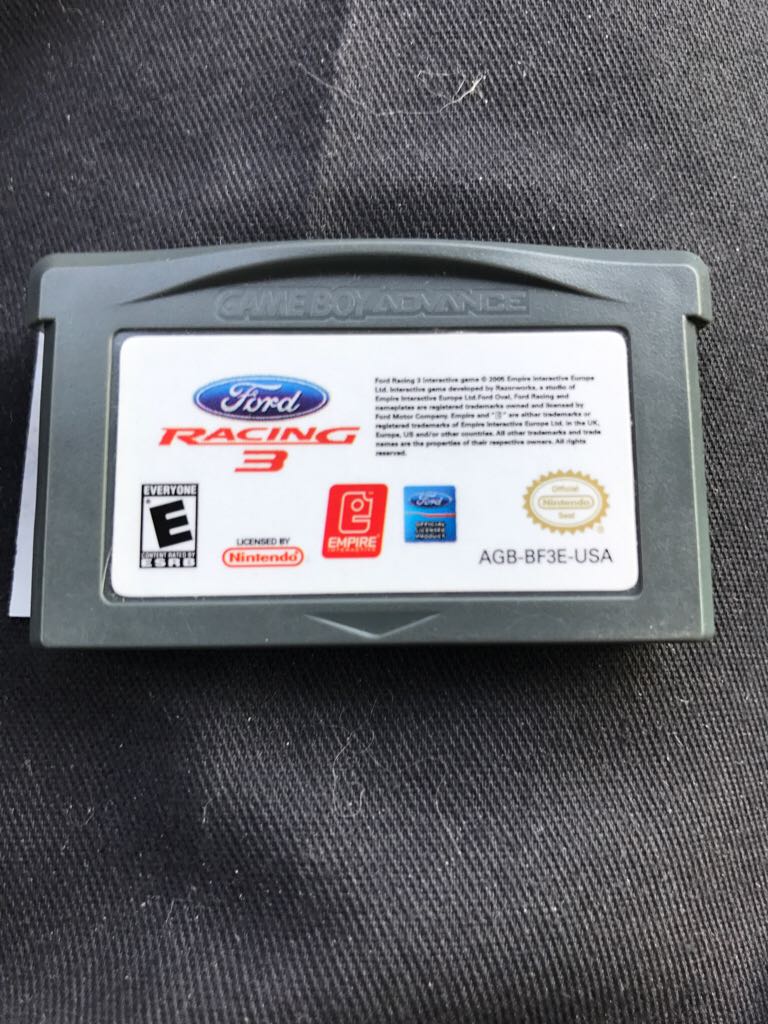 GAME BOY ADVANCE
Ford
RACING
3
Ford Racing 3 interactive game © 2005 Empire Interactive Europe
Ltd. Interactive game developed by Razorworks, a studio of
Empire Interactive Europe Ltd.Ford Oval, Ford Racing and
nameplates are registered trademarks owned and licensed by
Ford Motor Company. Empire and "E" are either trademarks or
registered trademarks of Empire Interactive Europe Ltd. in the UK,
Europe, US and/or other countries. All other trademarks and trade
names are the properties of their respective owners. All rights
reserved.
EVERYONE
E
CONTENT RATED BY
ESRB
LICENSED BY
Nintendo
EMPIRE
INTERACTIVE
Ford
OFFICIAL
LICENSED
PRODUCT
Official
Nintendo
Seal
AGB-BF3E-USA